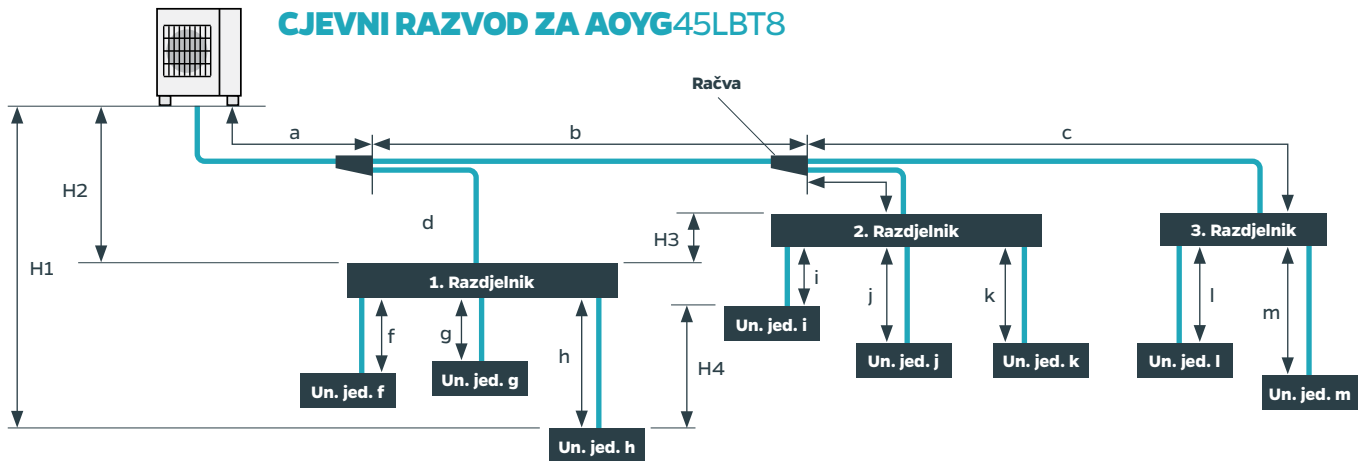 CJEVNI RAZVOD ZA AOYG45LBT8
Račva
a
b
c
H2
d
H3
H1
1. Razdjelnik
2. Razdjelnik
3. Razdjelnik
f
g
h
i
j
k
l
m
H4
Un. jed. f
Un. jed. g
Un. jed. h
Un. jed. i
Un. jed. j
Un. jed. k
Un. jed. l
Un. jed. m